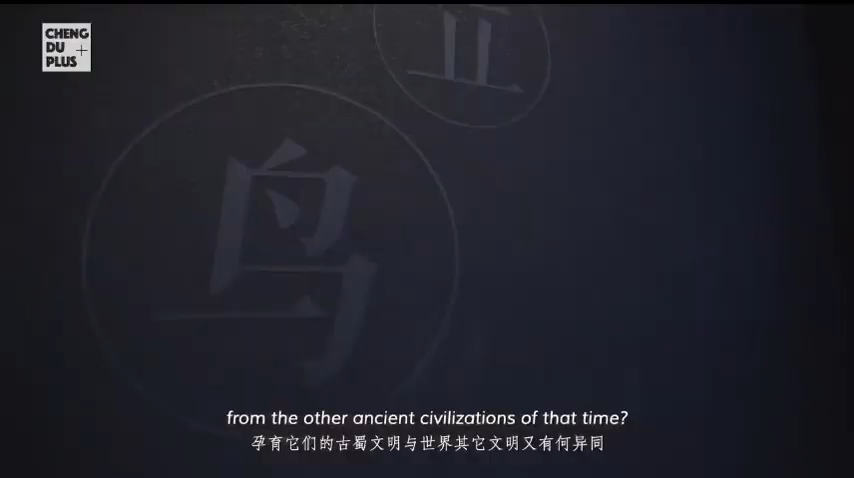 CHENG
DU
PLUS+
鸟
from the other ancient civilizations of that time?
孕育它们的古蜀文明与世界其它文明又有何异同